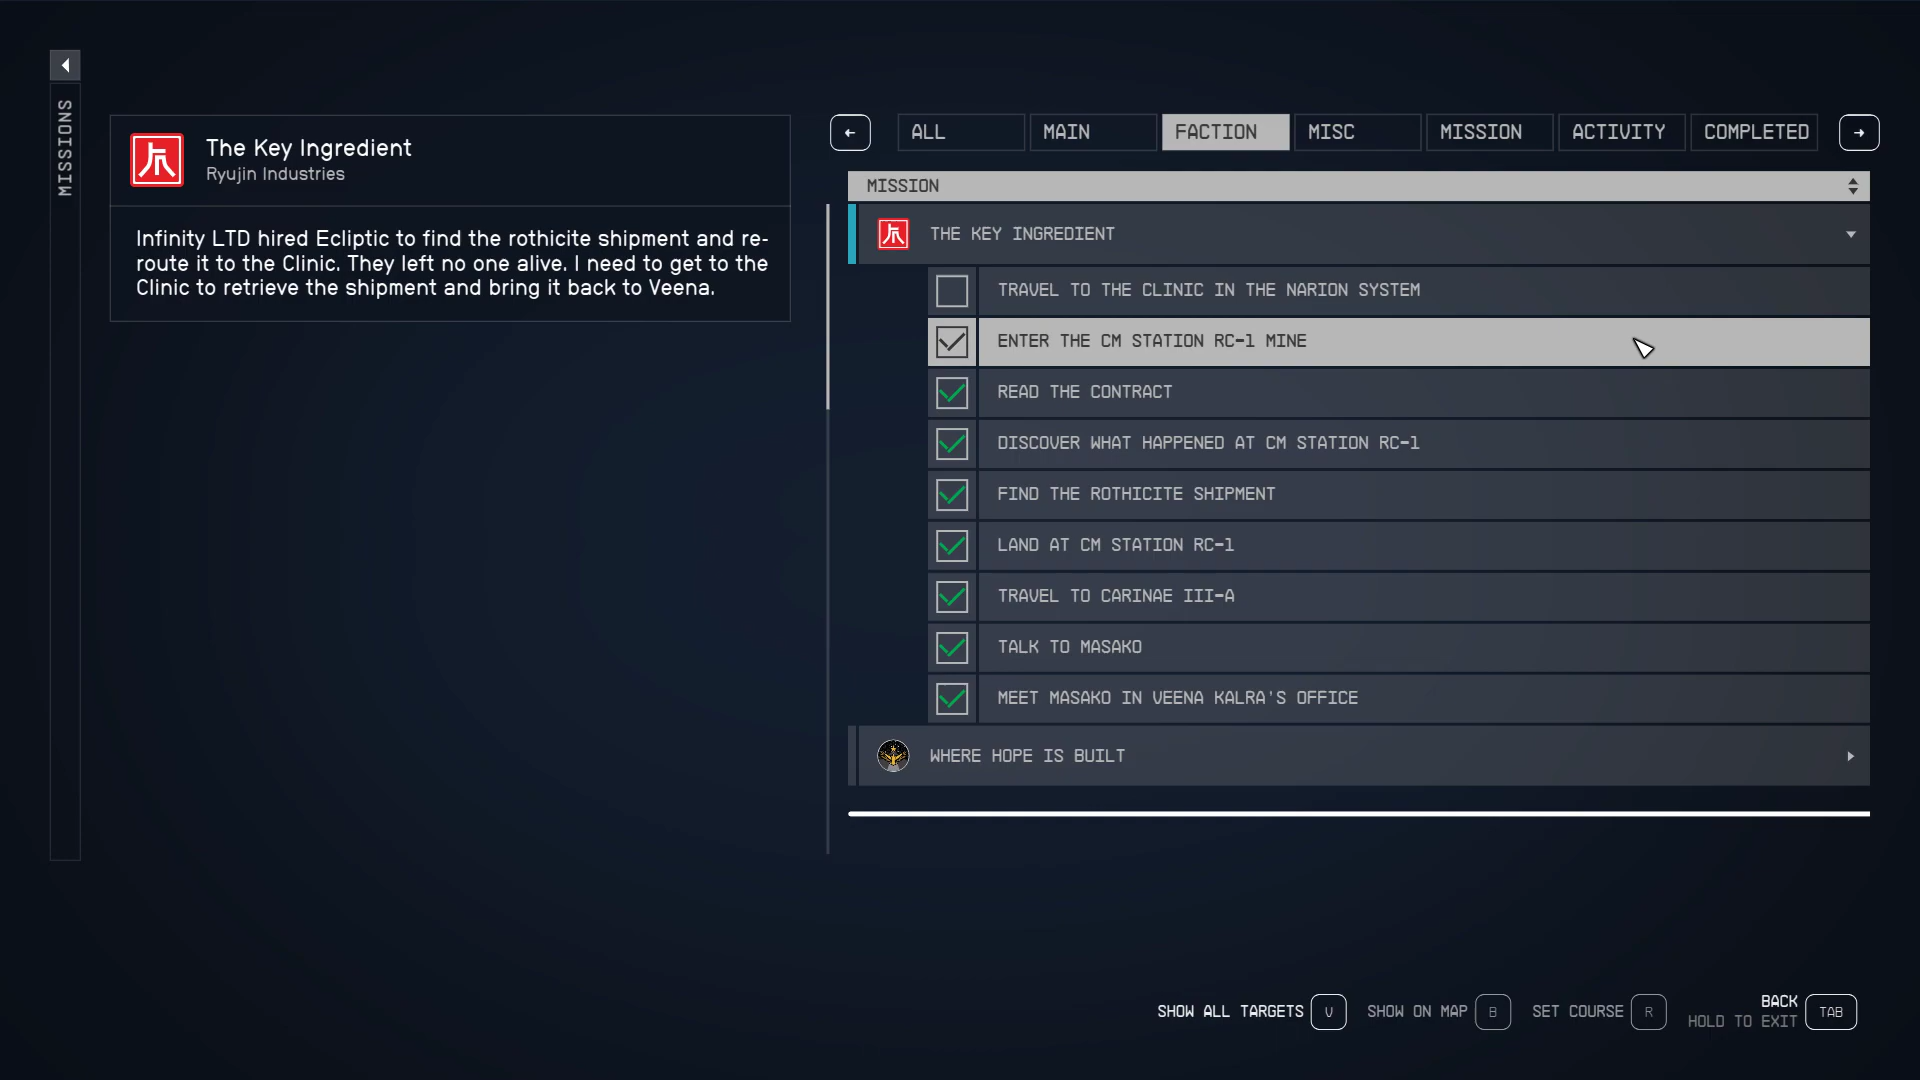 MISSIONS
The Key Ingredient
Ryujin Industries
Infinity LTD hired Ecliptic to find the rothicite shipment and re-
route it to the Clinic. They left no one alive. I need to get to the
Clinic to retrieve the shipment and bring it back to Veena.
ALL
MAIN
FACTION
MISC
MISSION
ACTIVITY
COMPLETED
MISSION
THE KEY INGREDIENT
TRAVEL TO THE CLINIC IN THE NARION SYSTEM
ENTER THE CM STATION RC-1 MINE
READ THE CONTRACT
DISCOVER WHAT HAPPENED AT CM STATION RC-1
FIND THE ROTHICITE SHIPMENT
LAND AT CM STATION RC-1
TRAVEL TO CARINAE III-A
TALK TO MASAKO
MEET MASAKO IN VEENA KALRA'S OFFICE
WHERE HOPE IS BUILT
SHOW ALL TARGETS V
SHOW ON MAP B
SET COURSE R
BACK
HOLD TO EXIT
TAB